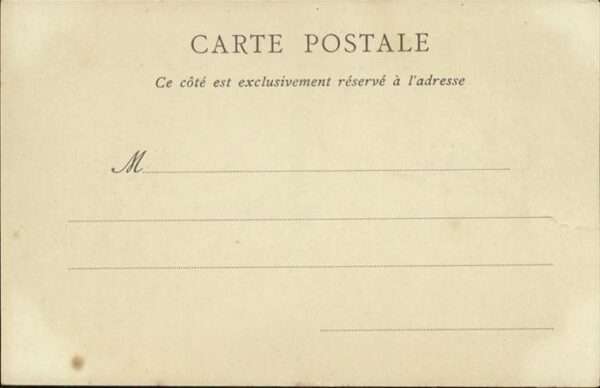 CARTE POSTALE
Ce côté est exclusivement réservé à l'adresse
M